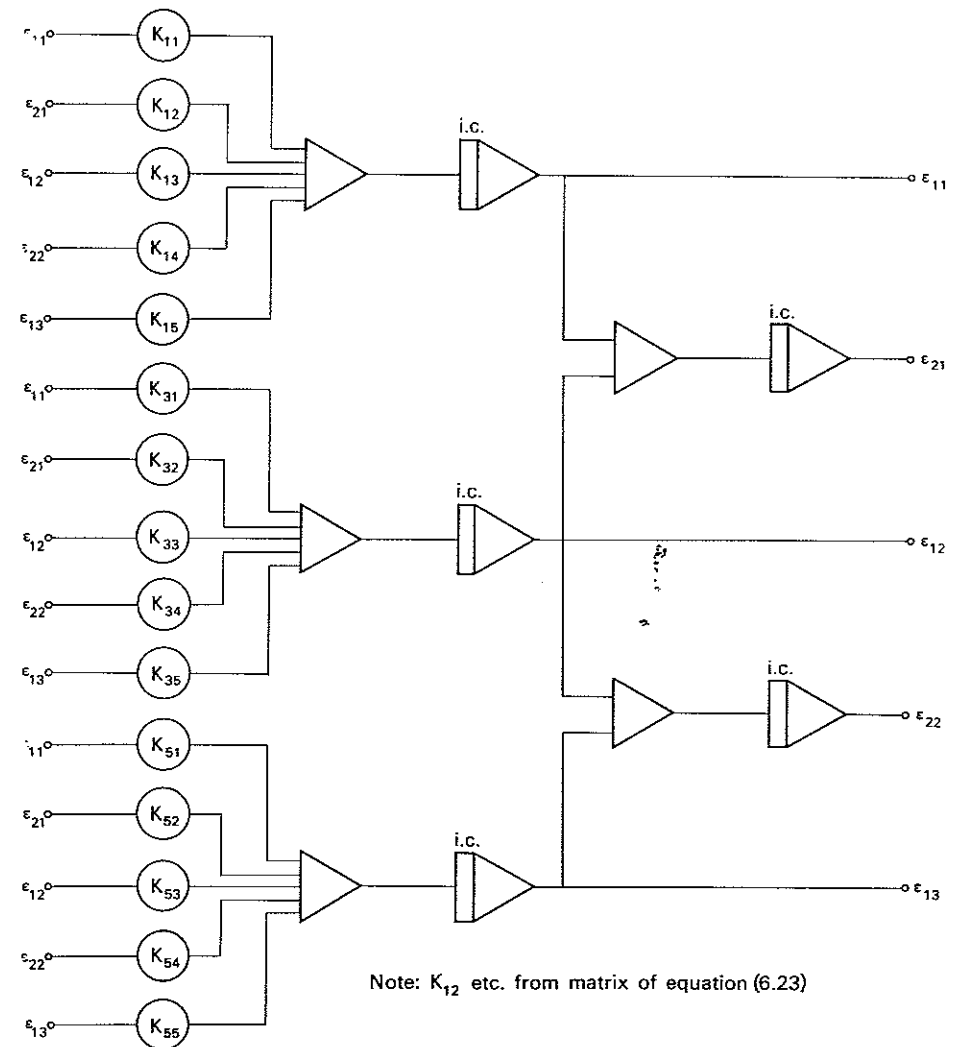 K₁₁
i.c.
ε₂₁ K₁₂
ε₁₂ K₁₃ ε₁₁
K₁₄
i.c.
ε₁₃ K₁₅
ε₂₁
ε₁₁ K₃₁
ε₂₁ K₃₂
i.c.
ε₁₂ K₃₃ ε₁₂
ε₂₂ K₃₄
ε₁₃ K₃₅
i.c.
ε₂₂
K₅₁
ε₂₁ K₅₂
i.c.
ε₁₂ K₅₃ ε₁₃
ε₂₂ K₅₄
Note: K₁₂ etc. from matrix of equation (6.23)
ε₁₃ K₅₅